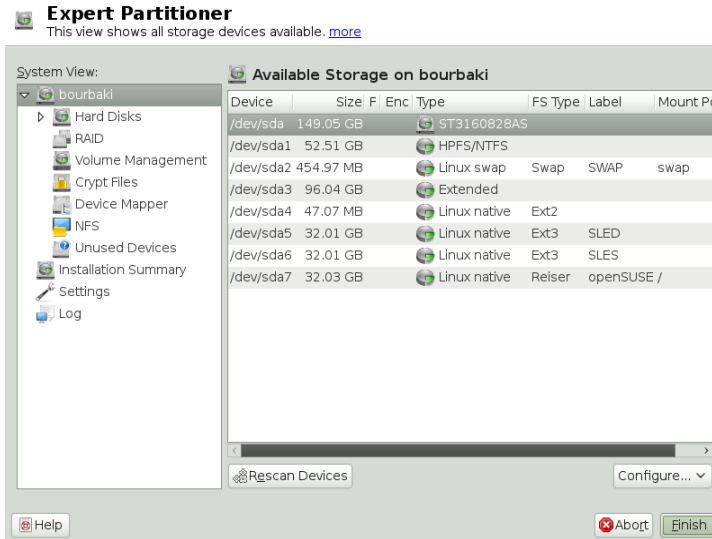 Expert Partitioner
This view shows all storage devices available. more
System View:
bourbaki
Hard Disks
RAID
Volume Management
Crypt Files
Device Mapper
NFS
Unused Devices
Installation Summary
Settings
Log
Available Storage on bourbaki
Device Size F Enc Type FS Type Label Mount Po
/dev/sda 149.05 GB ST3160828AS
/dev/sda1 52.51 GB HPFS/NTFS
/dev/sda2 454.97 MB Linux swap Swap SWAP swap
/dev/sda3 96.04 GB Extended
/dev/sda4 47.07 MB Linux native Ext2
/dev/sda5 32.01 GB Linux native Ext3 SLED
/dev/sda6 32.01 GB Linux native Ext3 SLES
/dev/sda7 32.03 GB Linux native Reiser openSUSE /
Rescan Devices
Configure...
Help
Abort
Finish